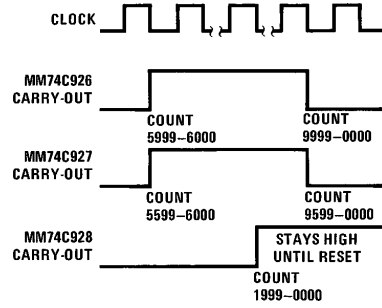 CLOCK
MM74C926
CARRY-OUT
COUNT
5999–6000
COUNT
9999–0000
MM74C927
CARRY-OUT
COUNT
5599–6000
COUNT
9599–0000
MM74C928
CARRY-OUT
STAYS HIGH
UNTIL RESET
COUNT
1999–0000